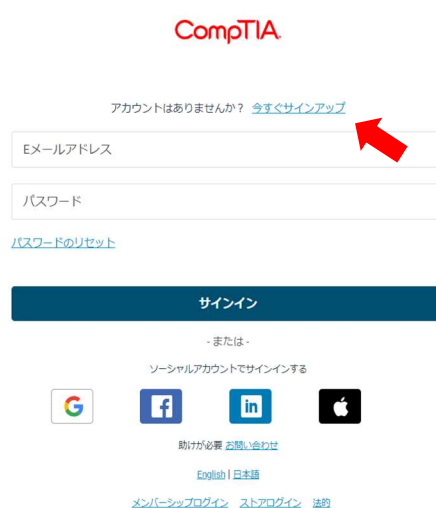 CompTIA.
アカウントはありませんか？ 今すぐサインアップ
Eメールアドレス
パスワード
パスワードのリセット
サインイン
- または -
ソーシャルアカウントでサインインする
G f in
助けが必要 お問い合わせ
English | 日本語
メンバーシップログイン ストアログイン 法的